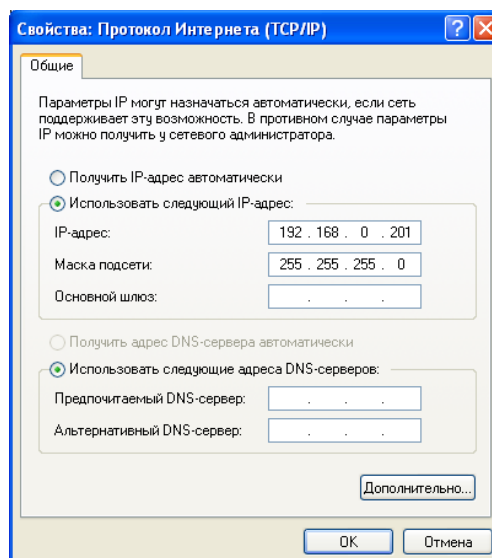 Свойства: Протокол Интернета (TCP/IP)
Общие
Параметры IP могут назначаться автоматически, если сеть
поддерживает эту возможность. В противном случае параметры
IP можно получить у сетевого администратора.
Получить IP-адрес автоматически
Использовать следующий IP-адрес:
IP-адрес: 192 . 168 . 0 . 201
Маска подсети: 255 . 255 . 255 . 0
Основной шлюз: . . .
Получить адрес DNS-сервера автоматически
Использовать следующие адреса DNS-серверов:
Предпочитаемый DNS-сервер: . . .
Альтернативный DNS-сервер: . . .
Дополнительно...
OK Отмена